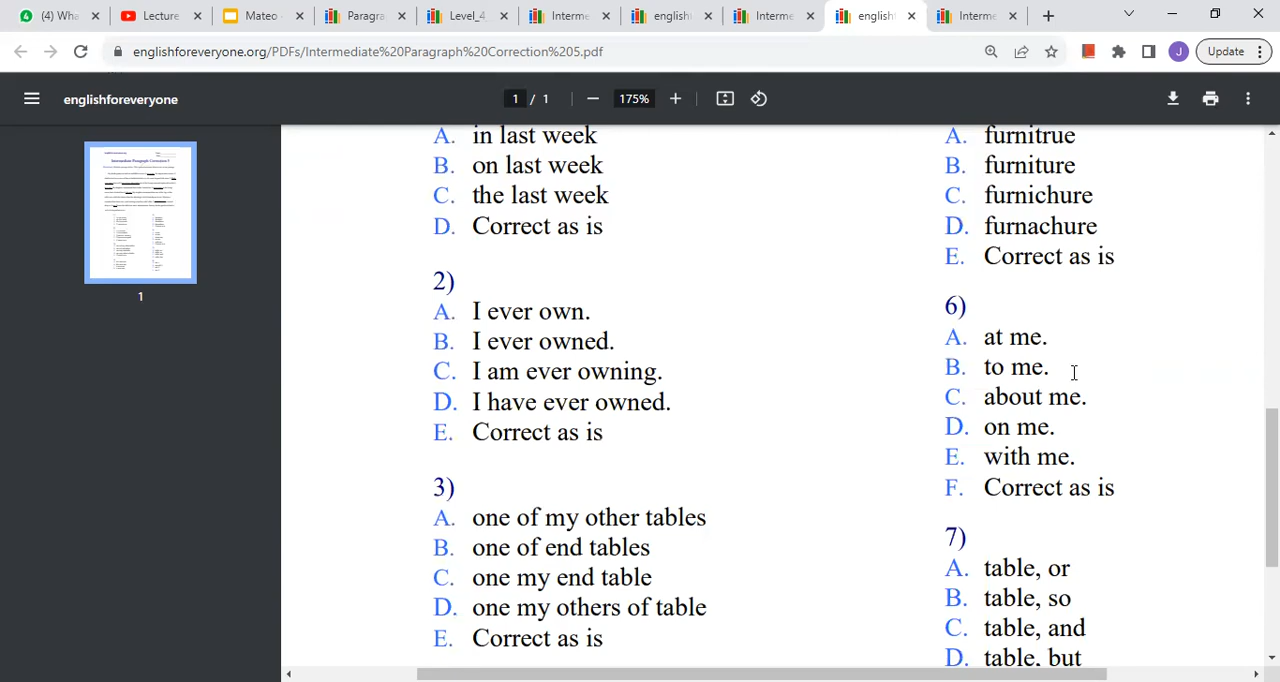 (4) Wha
Lecture
Mateo
Paragra
Level_4
Interme
english
Interme
english
Interme
englishforeveryone.org/PDFs/Intermediate%20Paragraph%20Correction%205.pdf
J
Update
englishforeveryone
1 / 1
175%
1
A. in last week
B. on last week
C. the last week
D. Correct as is
2)
A. I ever own.
B. I ever owned.
C. I am ever owning.
D. I have ever owned.
E. Correct as is
3)
A. one of my other tables
B. one of end tables
C. one my end table
D. one my others of table
E. Correct as is
A. furnitrue
B. furniture
C. furnichure
D. furnachure
E. Correct as is
6)
A. at me.
B. to me.
C. about me.
D. on me.
E. with me.
F. Correct as is
7)
A. table, or
B. table, so
C. table, and
D. table, but